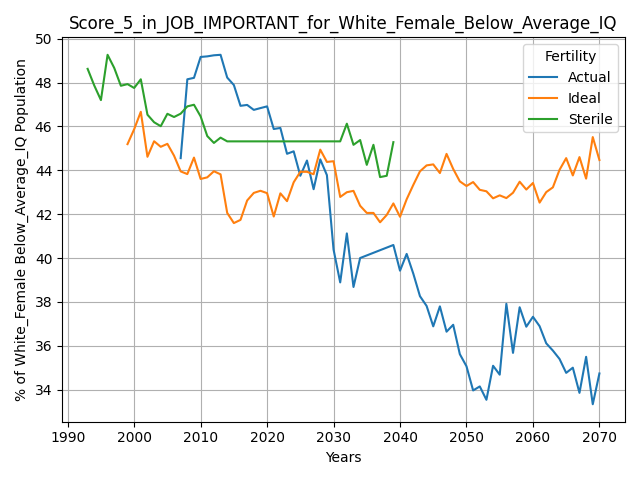 Score_5_in_JOB_IMPORTANT_for_White_Female_Below_Average_IQ
% of White_Female Below_Average_IQ Population
50
48
46
44
42
40
38
36
34
Fertility
Actual
Ideal
Sterile
1990 2000 2010 2020 2030 2040 2050 2060 2070
Years